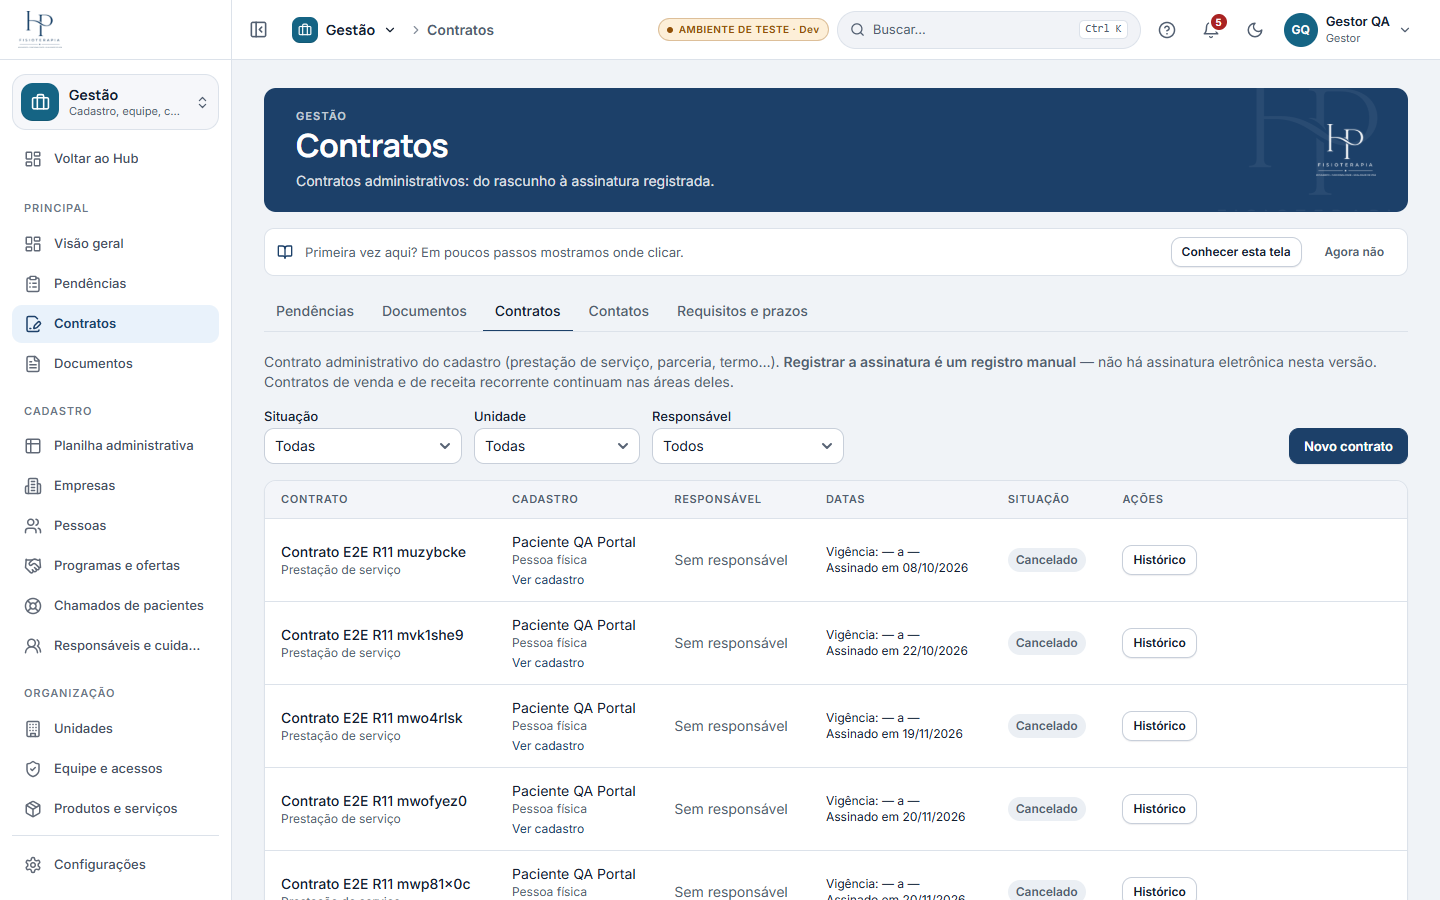 HP
FISIOTERAPIA
Gestão
Contratos
AMBIENTE DE TESTE · Dev
Buscar...
Ctrl K
5
GQ
Gestor QA
Gestor
Gestão
Cadastro, equipe, c...
Voltar ao Hub
PRINCIPAL
Visão geral
Pendências
Contratos
Documentos
CADASTRO
Planilha administrativa
Empresas
Pessoas
Programas e ofertas
Chamados de pacientes
Responsáveis e cuida...
ORGANIZAÇÃO
Unidades
Equipe e acessos
Produtos e serviços
Configurações
GESTÃO
Contratos
Contratos administrativos: do rascunho à assinatura registrada.
HP
FISIOTERAPIA
Primeira vez aqui? Em poucos passos mostramos onde clicar.
Conhecer esta tela
Agora não
Pendências
Documentos
Contratos
Contatos
Requisitos e prazos
Contrato administrativo do cadastro (prestação de serviço, parceria, termo...). Registrar a assinatura é um registro manual — não há assinatura eletrônica nesta versão.
Contratos de venda e de receita recorrente continuam nas áreas deles.
Situação
Unidade
Responsável
Todas
Todas
Todos
Novo contrato
CONTRATO
CADASTRO
RESPONSÁVEL
DATAS
SITUAÇÃO
AÇÕES
Contrato E2E R11 muzybcke
Prestação de serviço
Paciente QA Portal
Pessoa física
Ver cadastro
Sem responsável
Vigência: — a —
Assinado em 08/10/2026
Cancelado
Histórico
Contrato E2E R11 mvk1she9
Prestação de serviço
Paciente QA Portal
Pessoa física
Ver cadastro
Sem responsável
Vigência: — a —
Assinado em 22/10/2026
Cancelado
Histórico
Contrato E2E R11 mwo4rlsk
Prestação de serviço
Paciente QA Portal
Pessoa física
Ver cadastro
Sem responsável
Vigência: — a —
Assinado em 19/11/2026
Cancelado
Histórico
Contrato E2E R11 mwofyez0
Prestação de serviço
Paciente QA Portal
Pessoa física
Ver cadastro
Sem responsável
Vigência: — a —
Assinado em 20/11/2026
Cancelado
Histórico
Contrato E2E R11 mwp81x0c
Prestação de serviço
Paciente QA Portal
Pessoa física
Sem responsável
Vigência: — a —
Assinado em 20/11/2026
Cancelado
Histórico